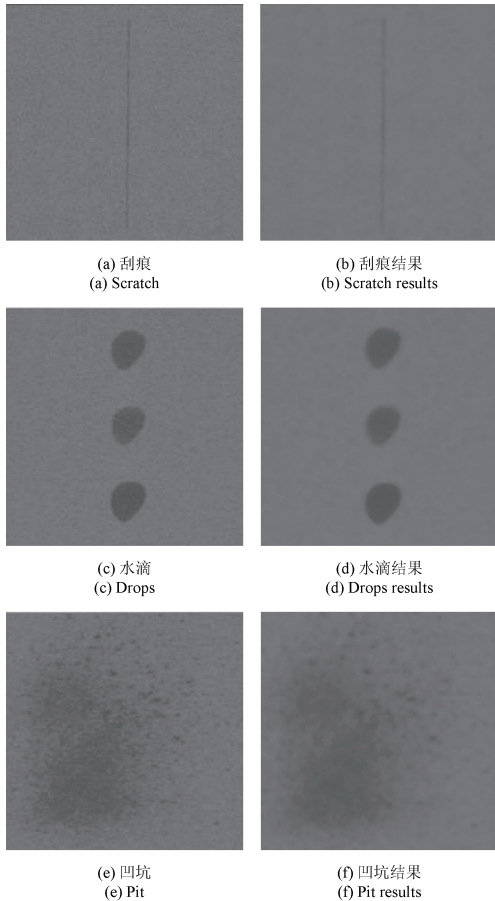 (a) 刮痕
(a) Scratch
(b) 刮痕结果
(b) Scratch results
(c) 水滴
(c) Drops
(d) 水滴结果
(d) Drops results
(e) 凹坑
(e) Pit
(f) 凹坑结果
(f) Pit results